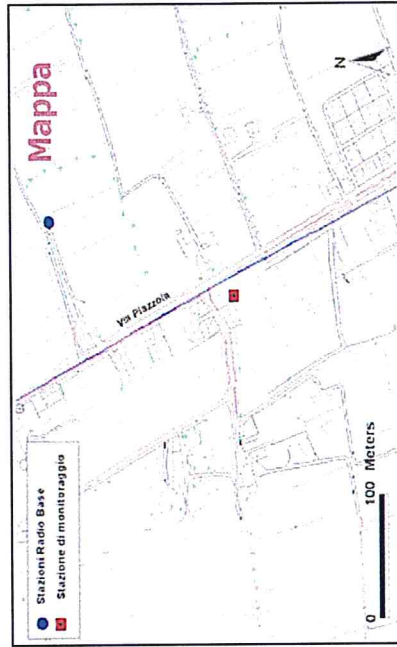 Mappa
Stazioni Radio Base
Stazione di monitoraggio
Via Piazzola
N
0 100 Meters